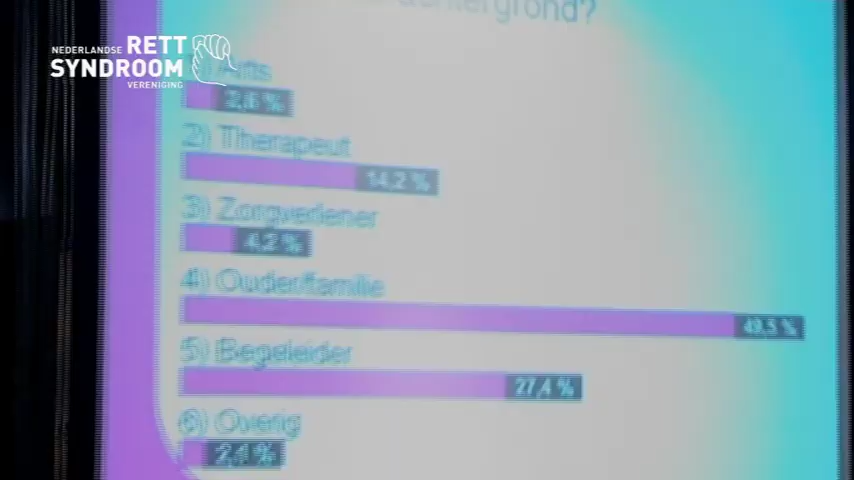 NEDERLANDSE RETT
SYNDROOM
VERENIGING
2,6 %
2) Therapeut
14,2 %
3) Zorgverlener
4,2 %
4) Ouder/familie
49,5 %
5) Begeleider
27,4 %
6) Overig
2,1 %